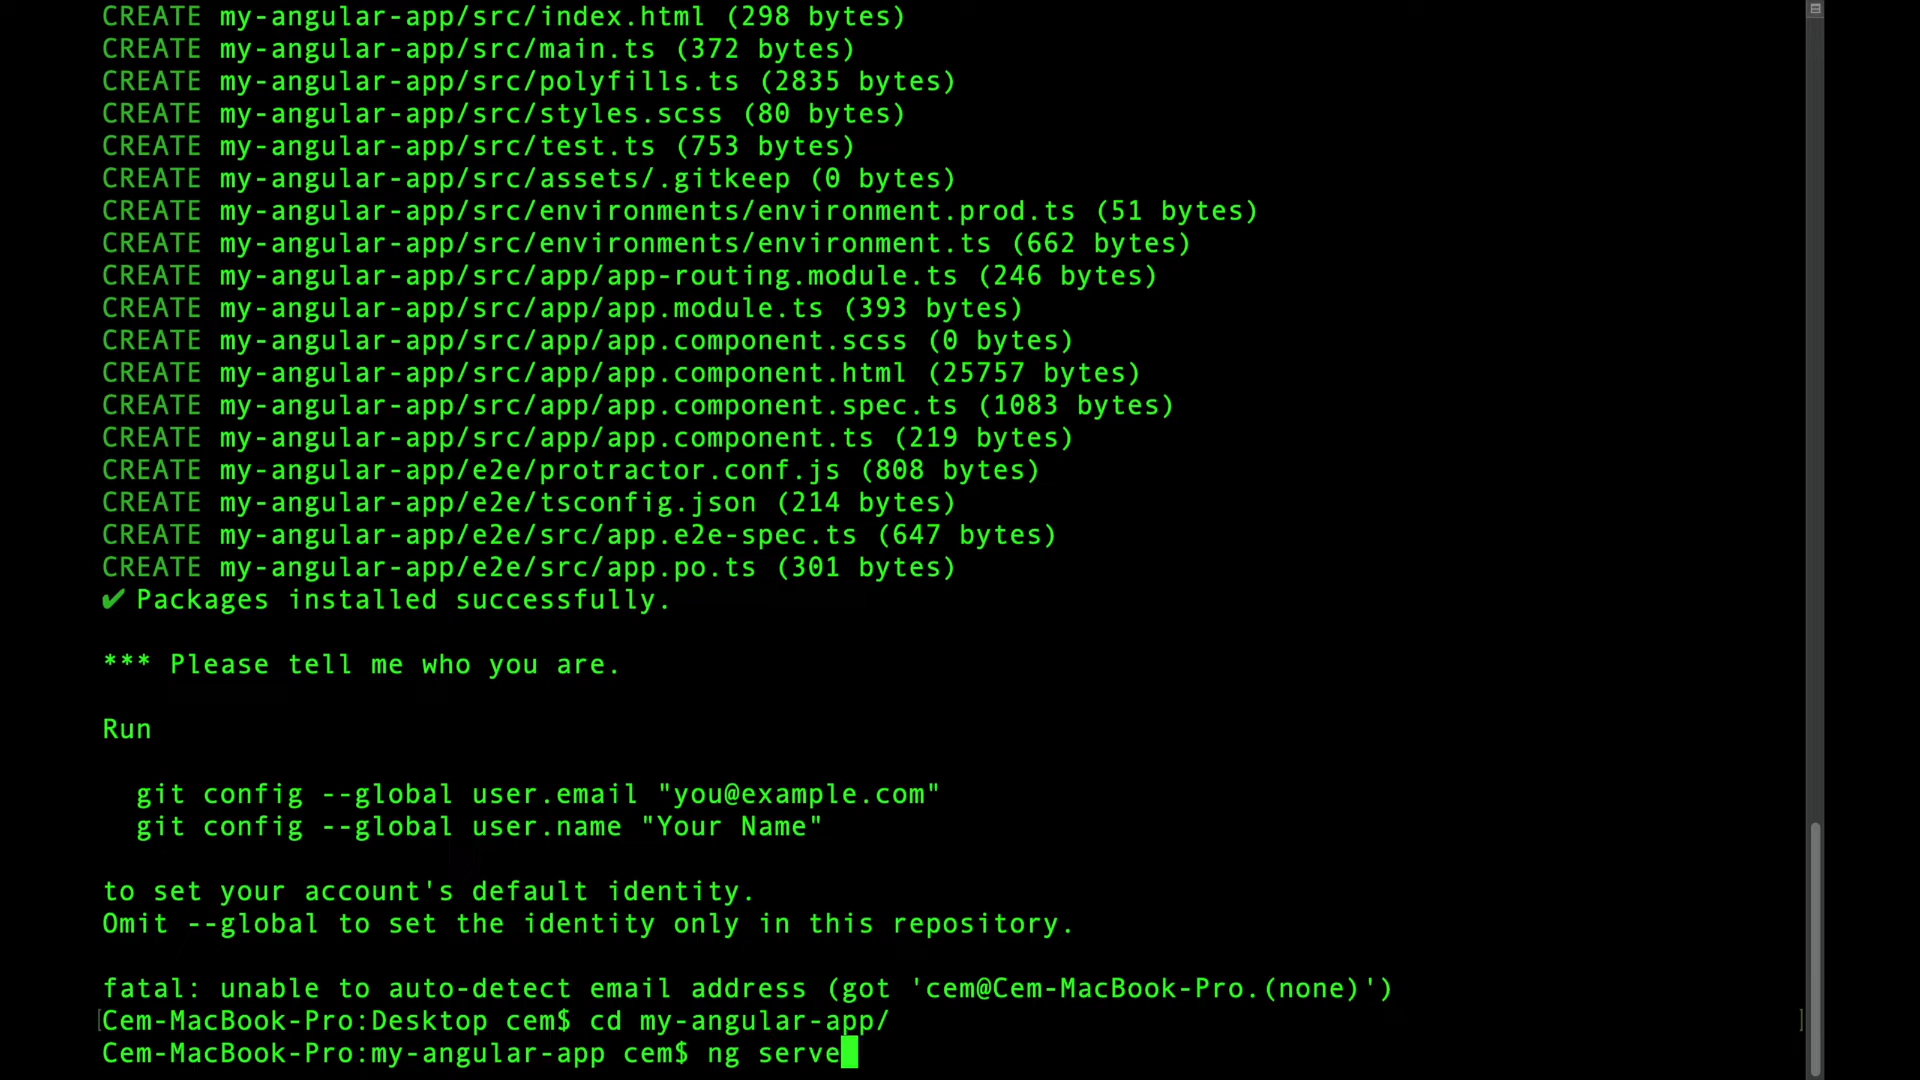 CREATE my-angular-app/src/index.html (298 bytes)
CREATE my-angular-app/src/main.ts (372 bytes)
CREATE my-angular-app/src/polyfills.ts (2835 bytes)
CREATE my-angular-app/src/styles.scss (80 bytes)
CREATE my-angular-app/src/test.ts (753 bytes)
CREATE my-angular-app/src/assets/.gitkeep (0 bytes)
CREATE my-angular-app/src/environments/environment.prod.ts (51 bytes)
CREATE my-angular-app/src/environments/environment.ts (662 bytes)
CREATE my-angular-app/src/app/app-routing.module.ts (246 bytes)
CREATE my-angular-app/src/app/app.module.ts (393 bytes)
CREATE my-angular-app/src/app/app.component.scss (0 bytes)
CREATE my-angular-app/src/app/app.component.html (25757 bytes)
CREATE my-angular-app/src/app/app.component.spec.ts (1083 bytes)
CREATE my-angular-app/src/app/app.component.ts (219 bytes)
CREATE my-angular-app/e2e/protractor.conf.js (808 bytes)
CREATE my-angular-app/e2e/tsconfig.json (214 bytes)
CREATE my-angular-app/e2e/src/app.e2e-spec.ts (647 bytes)
CREATE my-angular-app/e2e/src/app.po.ts (301 bytes)
✔ Packages installed successfully.

*** Please tell me who you are.

Run

  git config --global user.email "you@example.com"
  git config --global user.name "Your Name"

to set your account's default identity.
Omit --global to set the identity only in this repository.

fatal: unable to auto-detect email address (got 'cem@Cem-MacBook-Pro.(none)')
[Cem-MacBook-Pro:Desktop cem$ cd my-angular-app/ ]
Cem-MacBook-Pro:my-angular-app cem$ ng serve